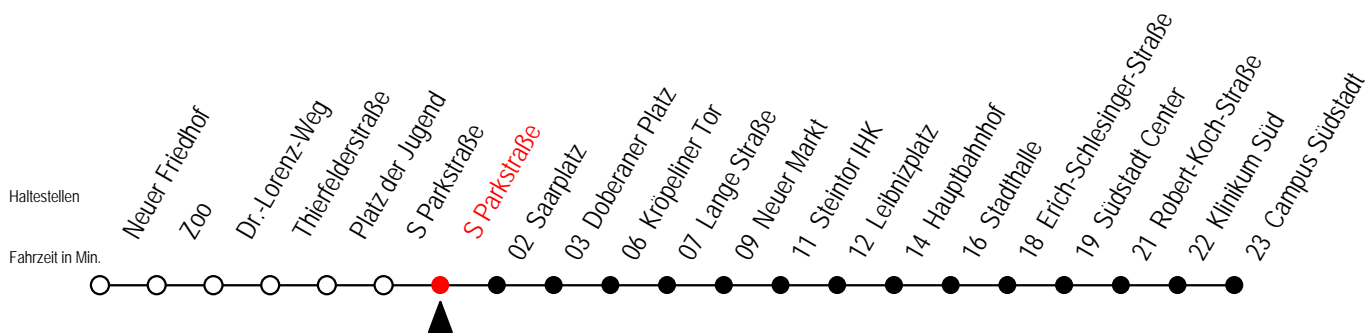 Haltestellen
Fahrzeit in Min.
Neuer Friedhof
Zoo
Dr.-Lorenz-Weg
Thierfelderstraße
Platz der Jugend
S Parkstraße
S Parkstraße
02 Saarplatz
03 Doberaner Platz
06 Kröpeliner Tor
07 Lange Straße
09 Neuer Markt
11 Steintor IHK
12 Leibnizplatz
14 Hauptbahnhof
16 Stadthalle
18 Erich-Schlesinger-Straße
19 Südstadt Center
21 Robert-Koch-Straße
22 Klinikum Süd
23 Campus Südstadt